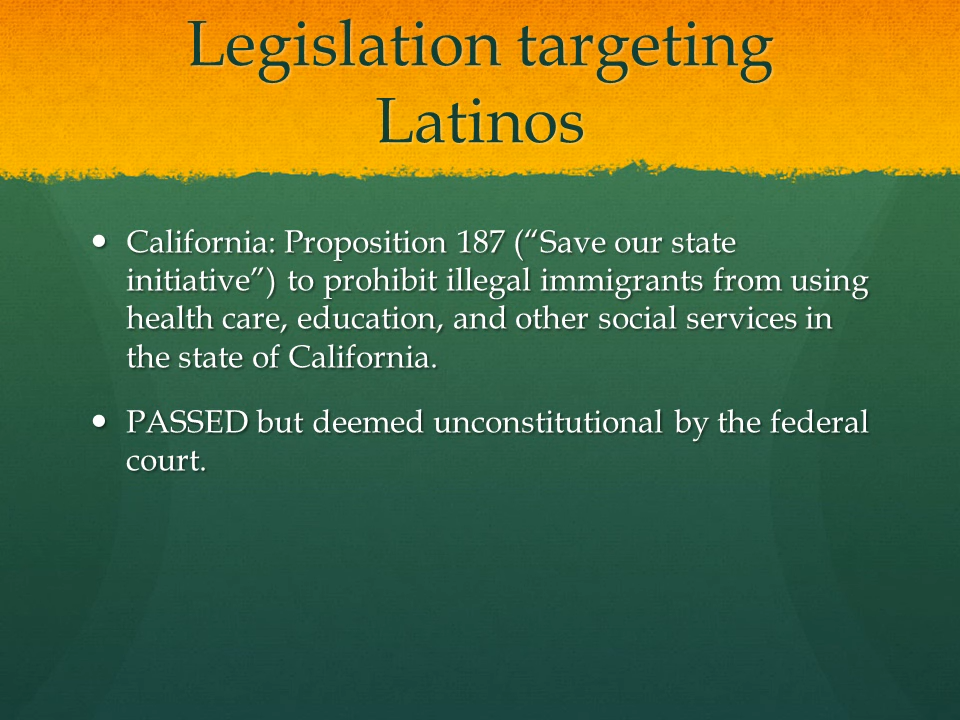 Legislation targeting
Latinos
• California: Proposition 187 (“Save our state
initiative”) to prohibit illegal immigrants from using
health care, education, and other social services in
the state of California.
• PASSED but deemed unconstitutional by the federal
court.